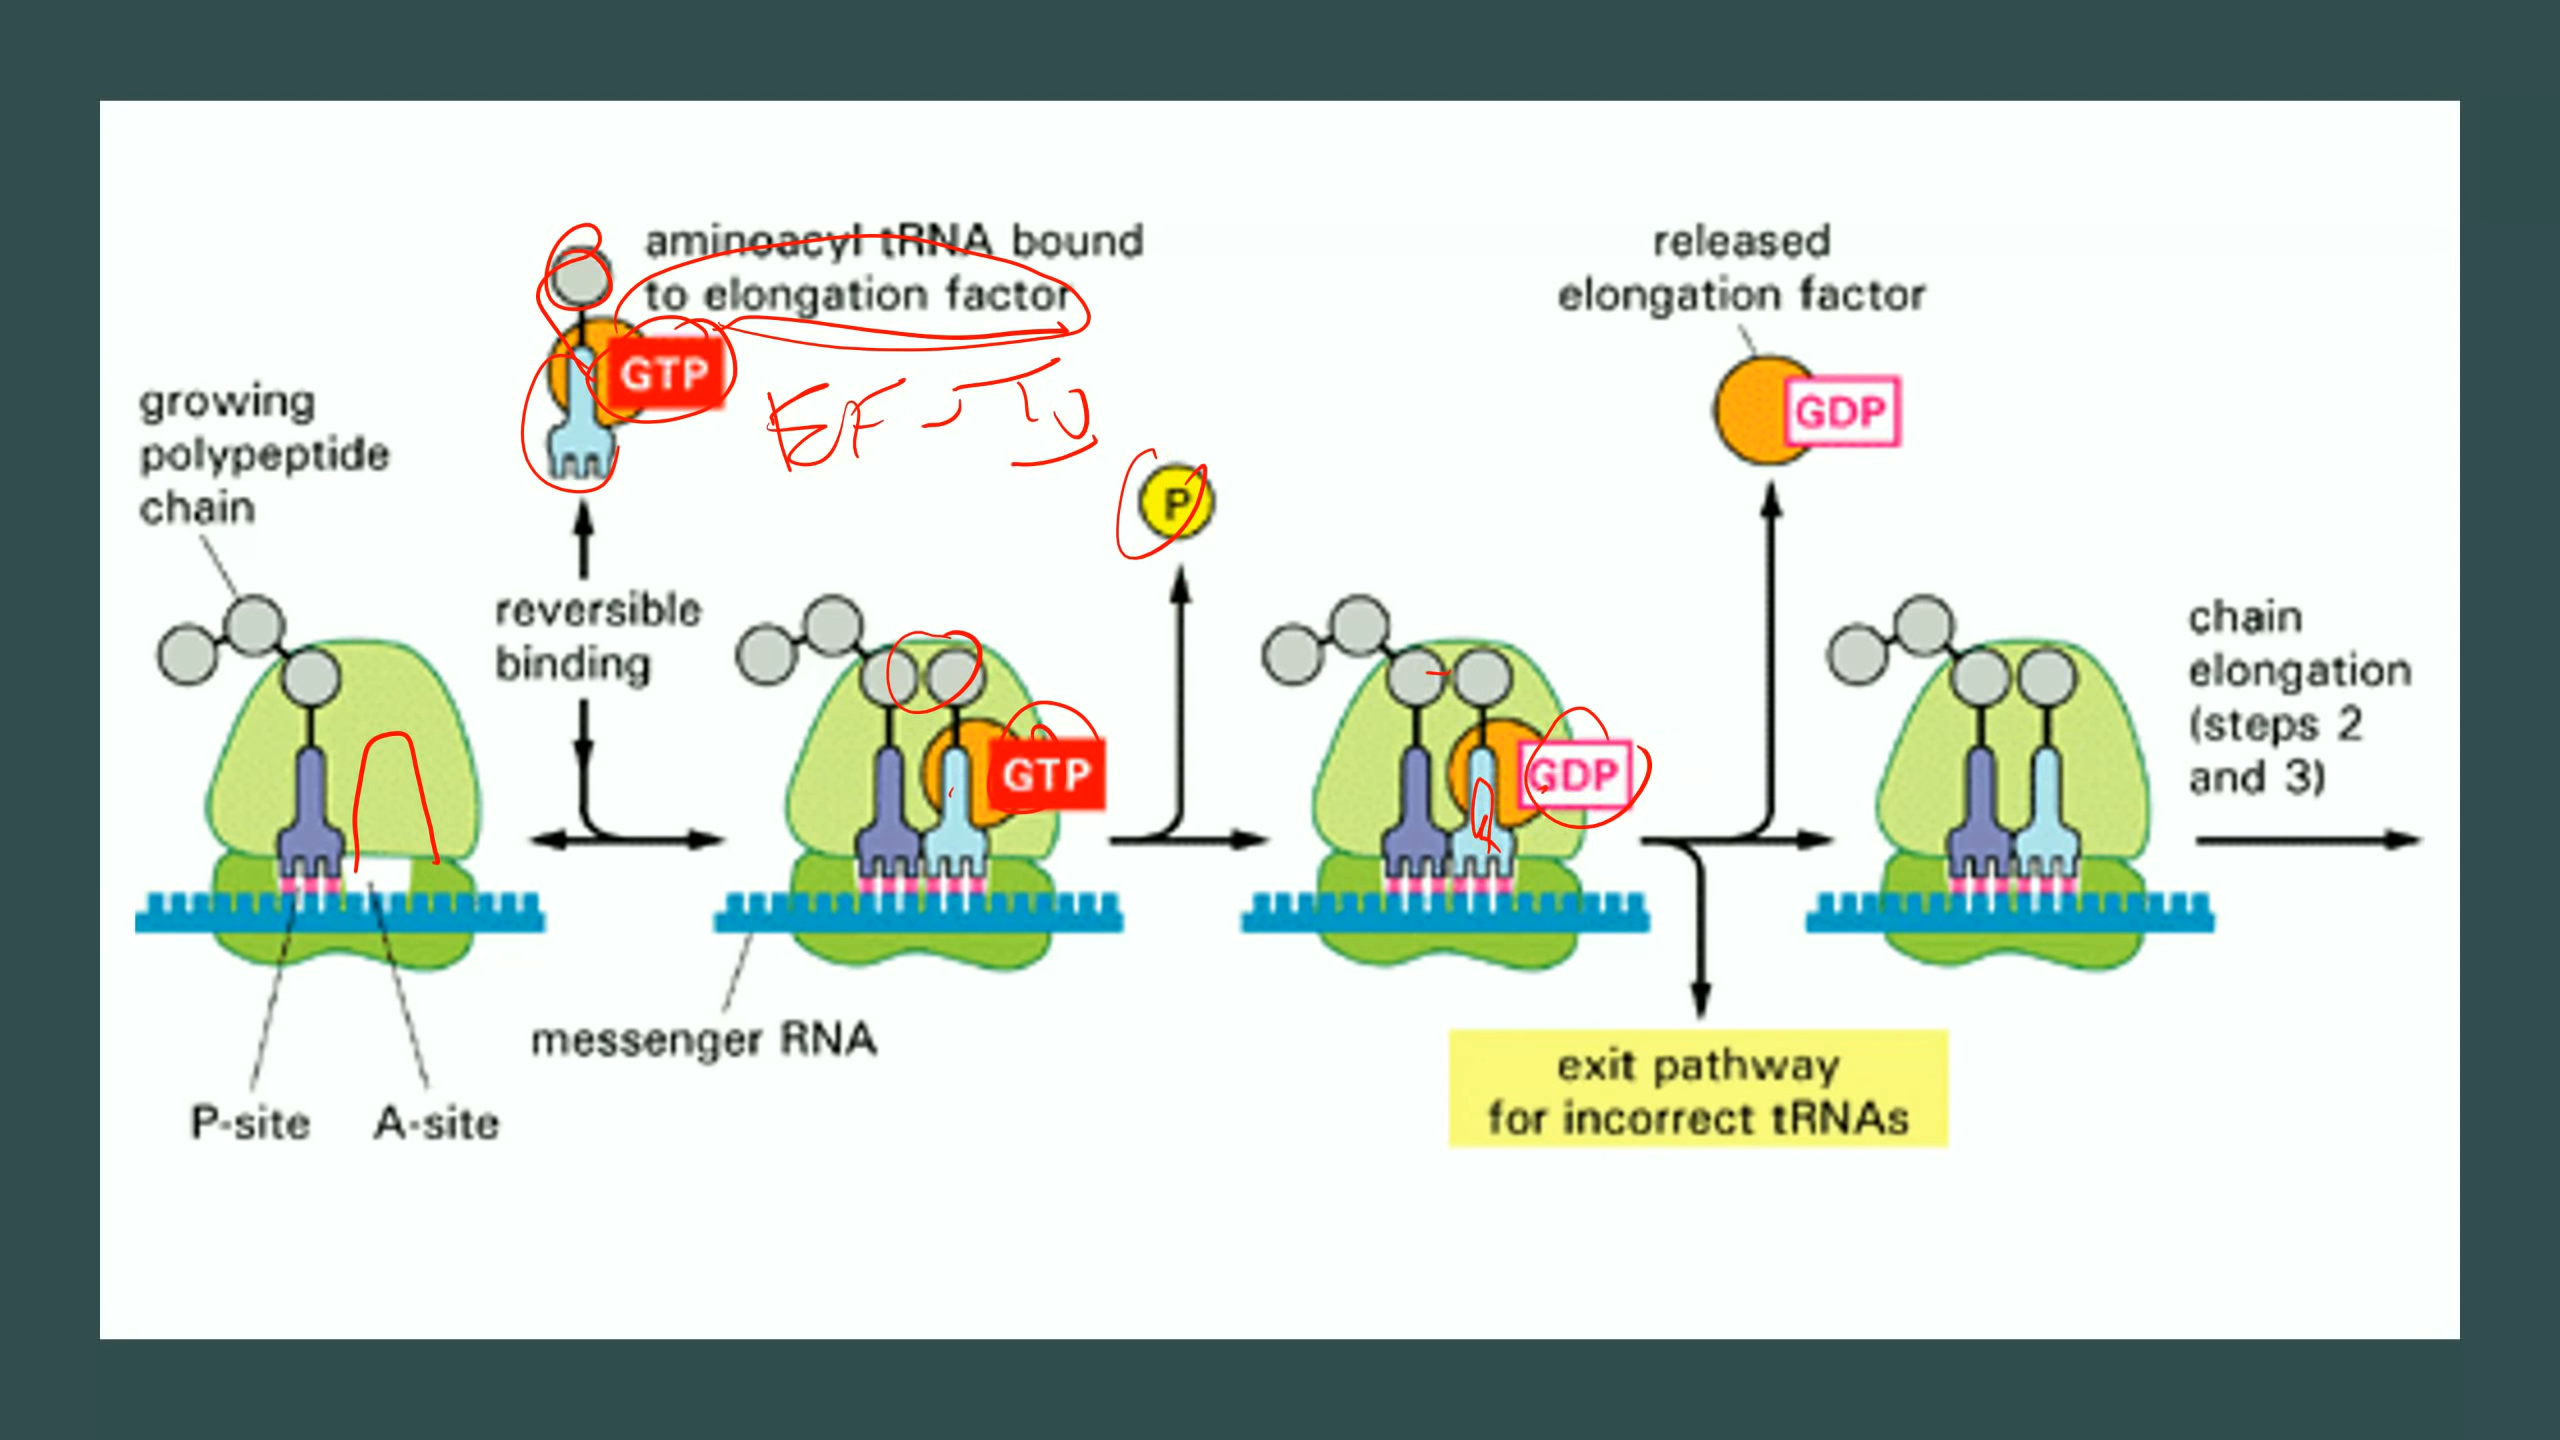 aminoacyl tRNA bound
to elongation factor
GTP
EF-Tu
released
elongation factor
GDP
growing
polypeptide
chain
P
reversible
binding
GTP
GDP
chain
elongation
(steps 2
and 3)
messenger RNA
P-site
A-site
exit pathway
for incorrect tRNAs